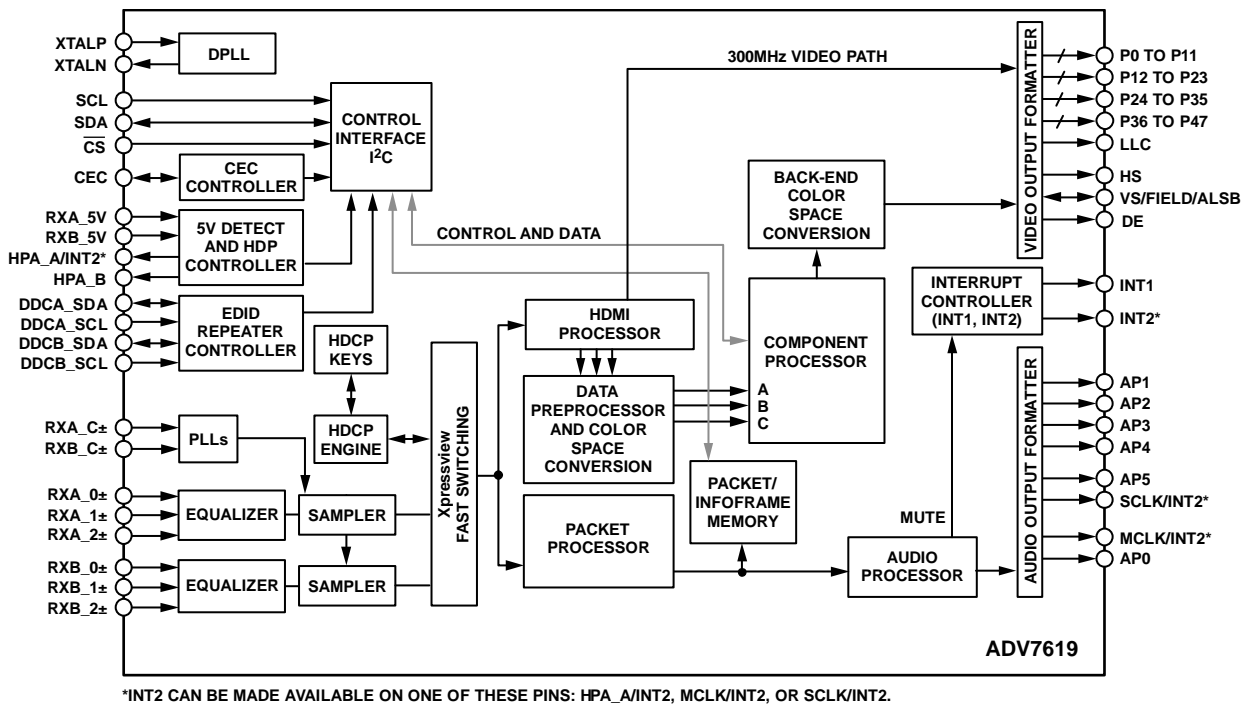 XTALP
XTALN
DPLL
SCL
SDA
CS
CEC
CEC
CONTROLLER
CONTROL
INTERFACE
I2C
RXA_5V
RXB_5V
HPA_A/INT2*
HPA_B
5V DETECT
AND HDP
CONTROLLER
DDCA_SDA
DDCA_SCL
DDCB_SDA
DDCB_SCL
EDID
REPEATER
CONTROLLER
HDCP
KEYS
HDCP
ENGINE
RXA_C±
RXB_C±
PLLs
RXA_0±
RXA_1±
RXA_2±
EQUALIZER
SAMPLER
RXB_0±
RXB_1±
RXB_2±
EQUALIZER
SAMPLER
Xpressview
FAST SWITCHING
300MHz VIDEO PATH
CONTROL AND DATA
HDMI
PROCESSOR
DATA
PREPROCESSOR
AND COLOR
SPACE
CONVERSION
PACKET
PROCESSOR
PACKET/
INFOFRAME
MEMORY
BACK-END
COLOR
SPACE
CONVERSION
COMPONENT
PROCESSOR
A
B
C
MUTE
AUDIO
PROCESSOR
INTERRUPT
CONTROLLER
(INT1, INT2)
VIDEO OUTPUT FORMATTER
AUDIO OUTPUT FORMATTER
P0 TO P11
P12 TO P23
P24 TO P35
P36 TO P47
LLC
HS
VS/FIELD/ALSB
DE
INT1
INT2*
AP1
AP2
AP3
AP4
AP5
SCLK/INT2*
MCLK/INT2*
AP0
ADV7619
*INT2 CAN BE MADE AVAILABLE ON ONE OF THESE PINS: HPA_A/INT2, MCLK/INT2, OR SCLK/INT2.